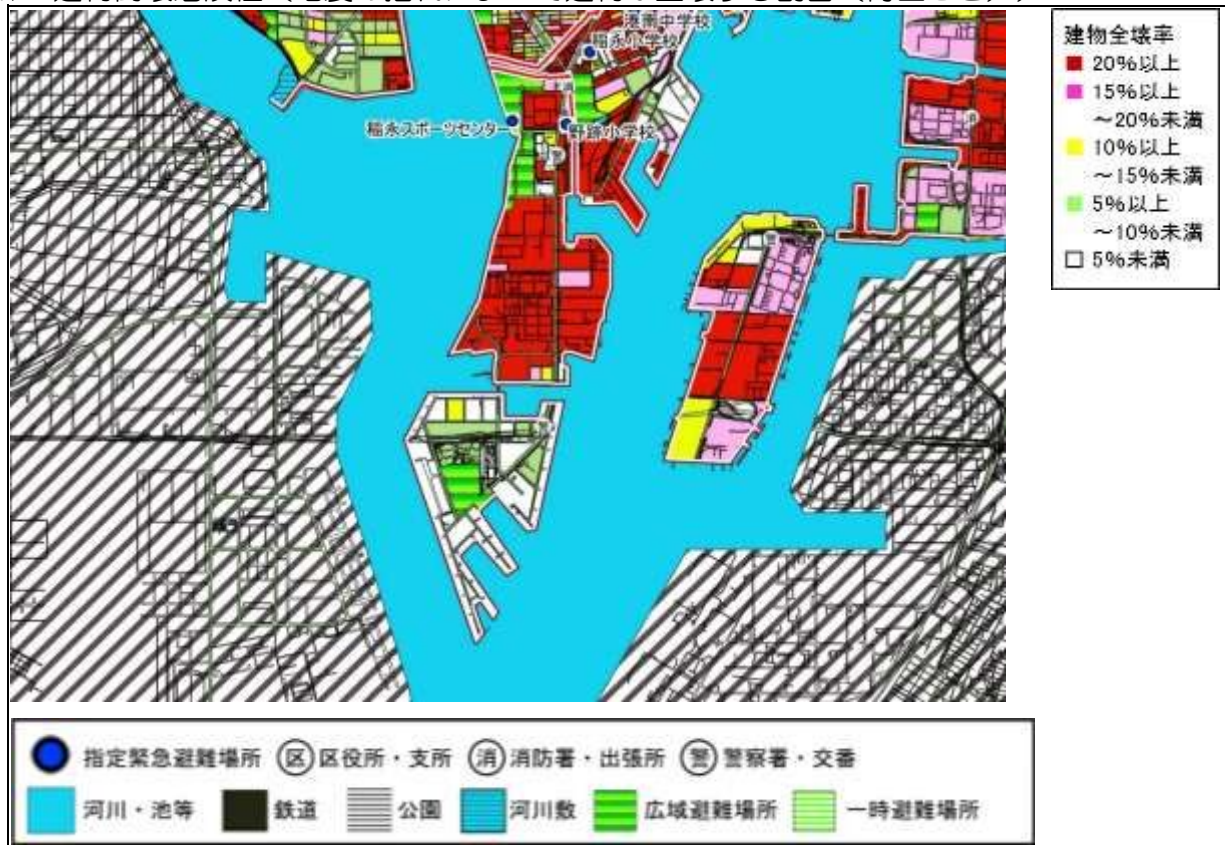 港南中学校
稲永小学校
稲永スポーツセンター
野跡小学校
建物全壊率
20%以上
15%以上
～20%未満
10%以上
～15%未満
5%以上
～10%未満
5%未満
指定緊急避難場所 区 区役所・支所 消 消防署・出張所 警 警察署・交番
河川・池等 鉄道 公園 河川敷 広域避難場所 一時避難場所